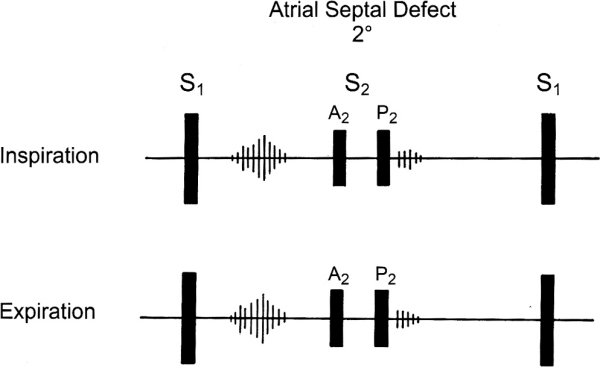 Atrial Septal Defect
2°
S₁ S₂ S₁
A₂ P₂
Inspiration
A₂ P₂
Expiration